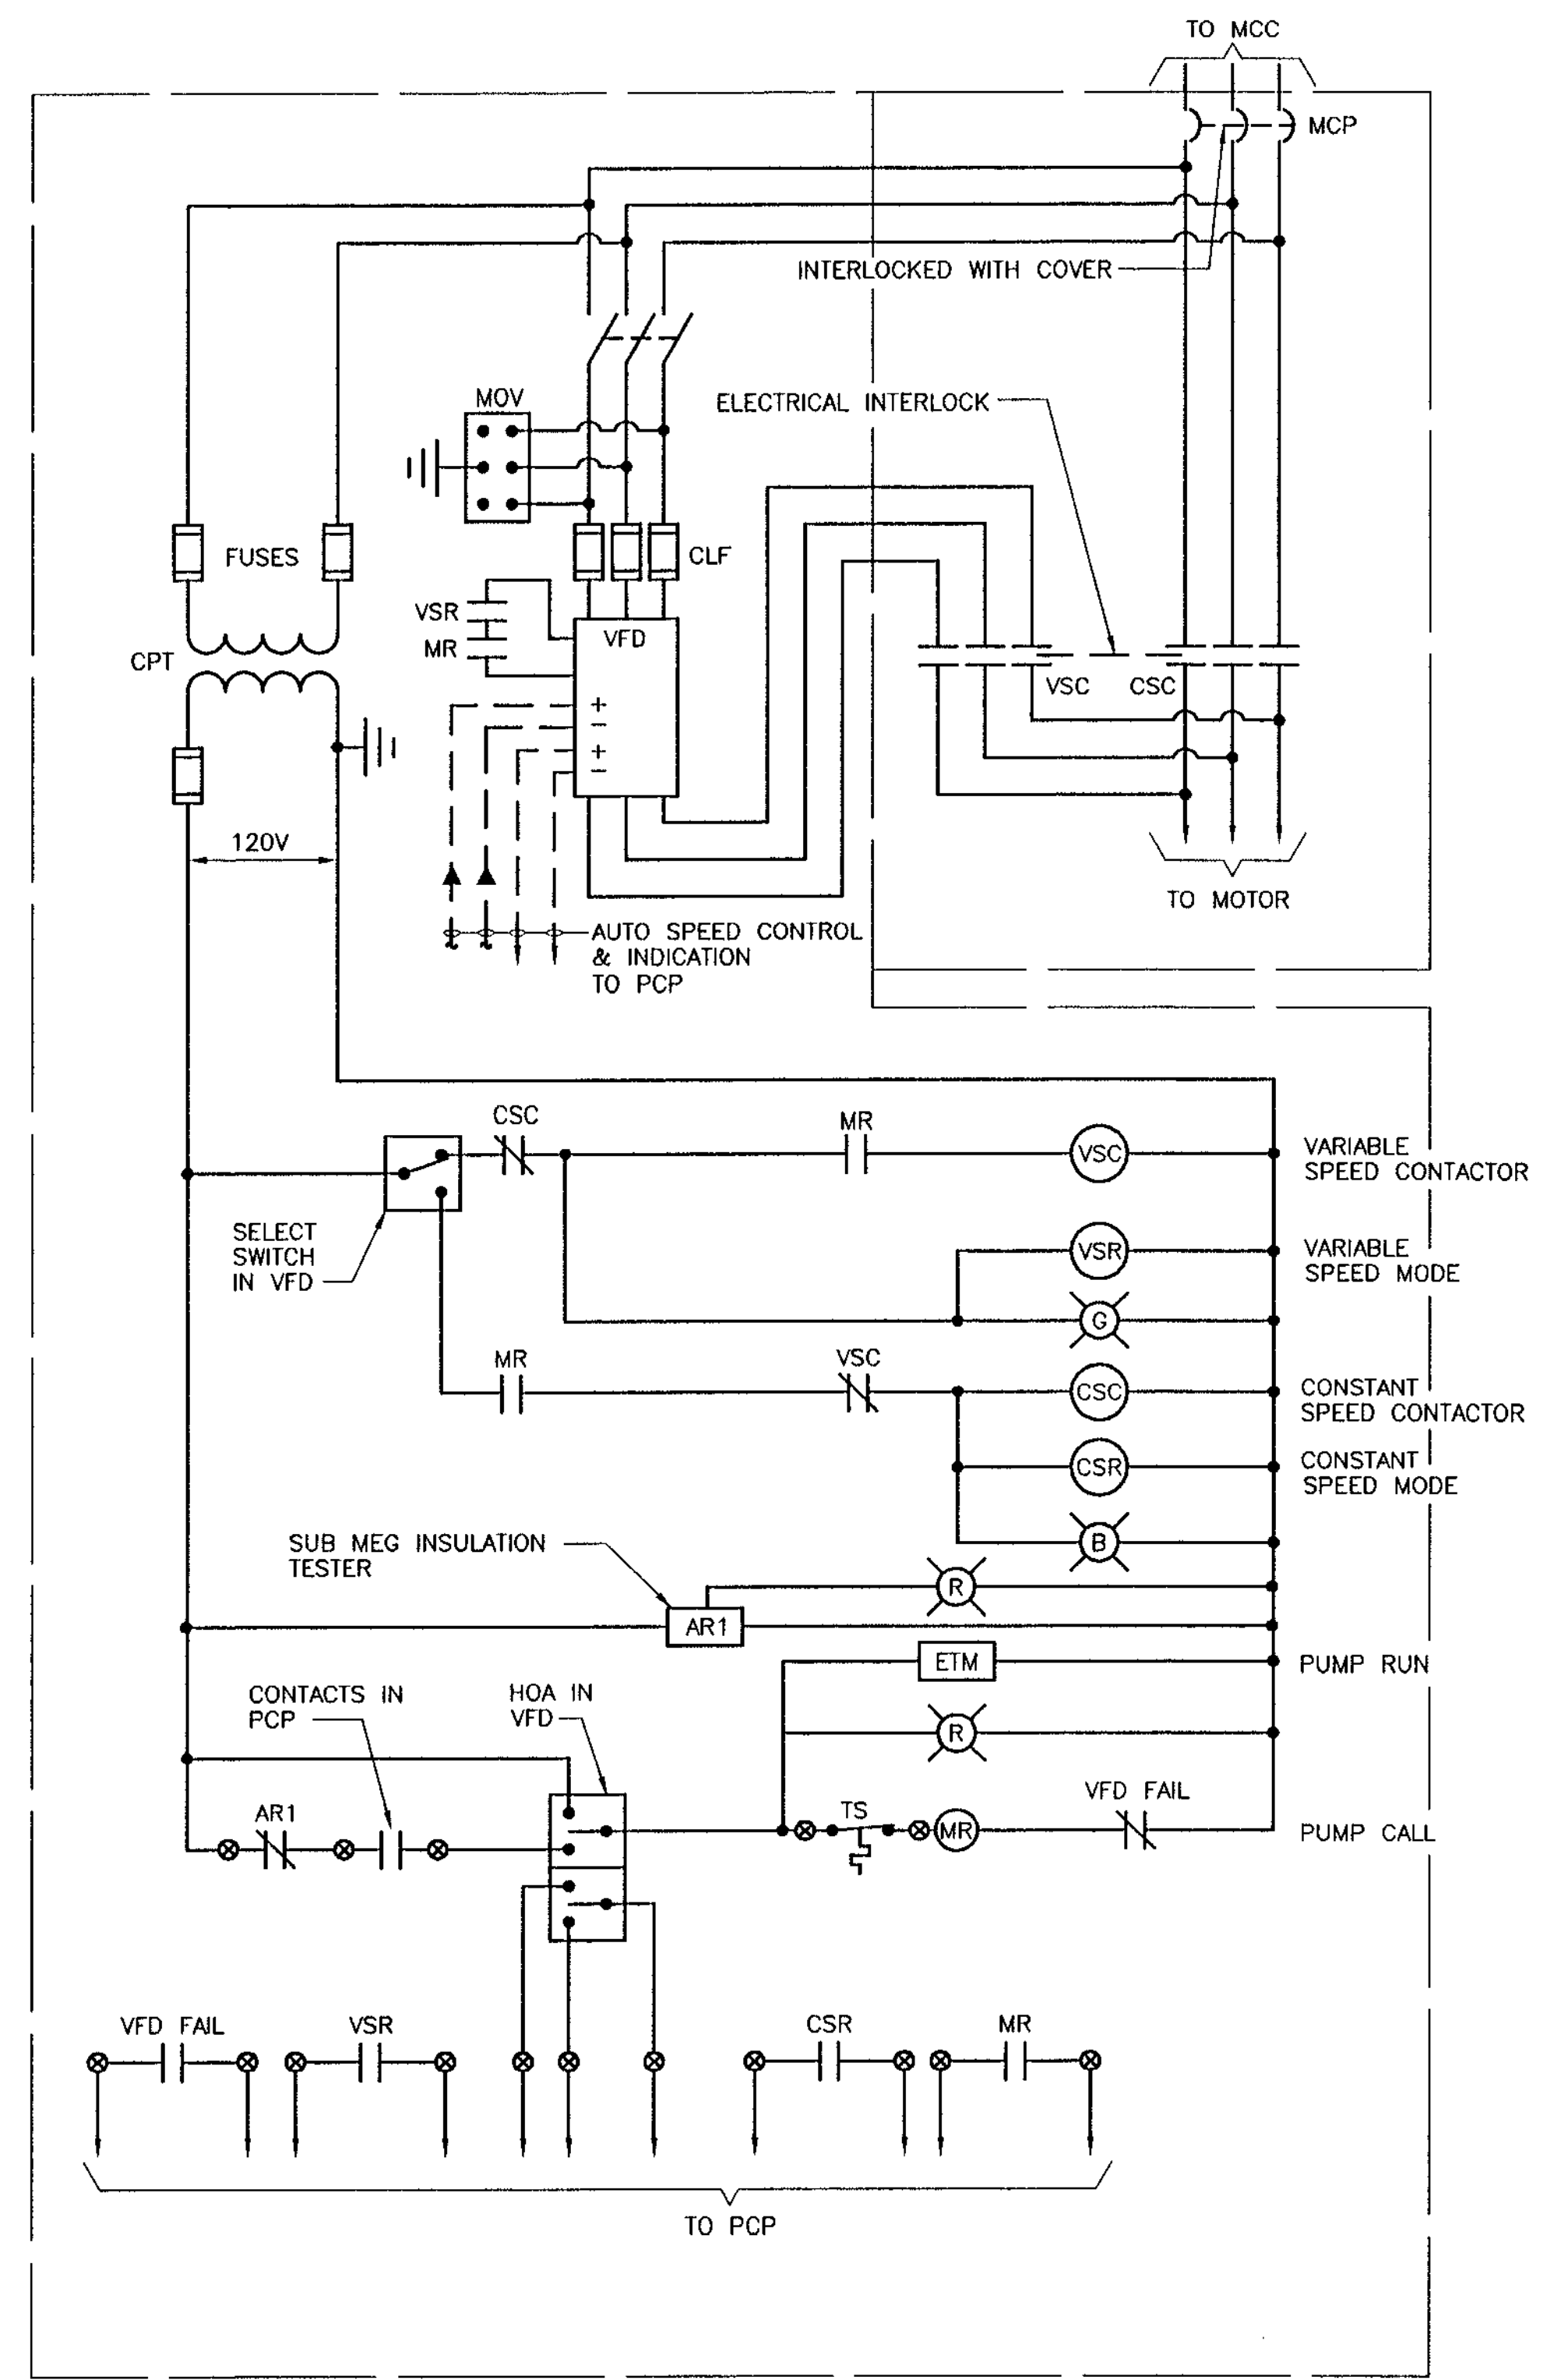 TO MCC
MCP
INTERLOCKED WITH COVER
MOV
ELECTRICAL INTERLOCK
FUSES
CLF
VSR
VFD
MR
CPT
+
−
+
−
VSC
CSC
120V
TO MOTOR
AUTO SPEED CONTROL
& INDICATION
TO PCP
CSC
MR
VSC
VARIABLE
SPEED CONTACTOR
SELECT
SWITCH
IN VFD
VSR
VARIABLE
SPEED MODE
G
MR
VSC
CSC
CONSTANT
SPEED CONTACTOR
CSR
CONSTANT
SPEED MODE
SUB MEG INSULATION
TESTER
B
R
AR1
ETM
PUMP RUN
CONTACTS IN
PCP
HOA IN
VFD
R
AR1
TS
MR
VFD FAIL
PUMP CALL
VFD FAIL
VSR
CSR
MR
TO PCP